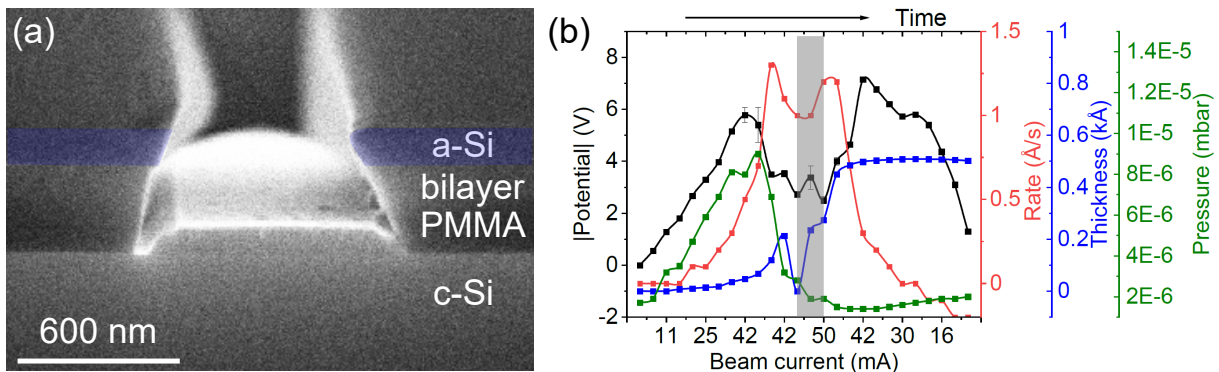 (a)
a-Si
bilayer
PMMA
c-Si
600 nm
(b)
Time
|Potential| (V)
8
6
4
2
0
-2
11 25 42 42 50 42 30 16
Beam current (mA)
1.5
1
0.5
0
Rate (Å/s)
1
0.8
0.6
0.4
0.2
0
Thickness (kÅ)
1.4E-5
1.2E-5
1E-5
8E-6
6E-6
4E-6
2E-6
Pressure (mbar)